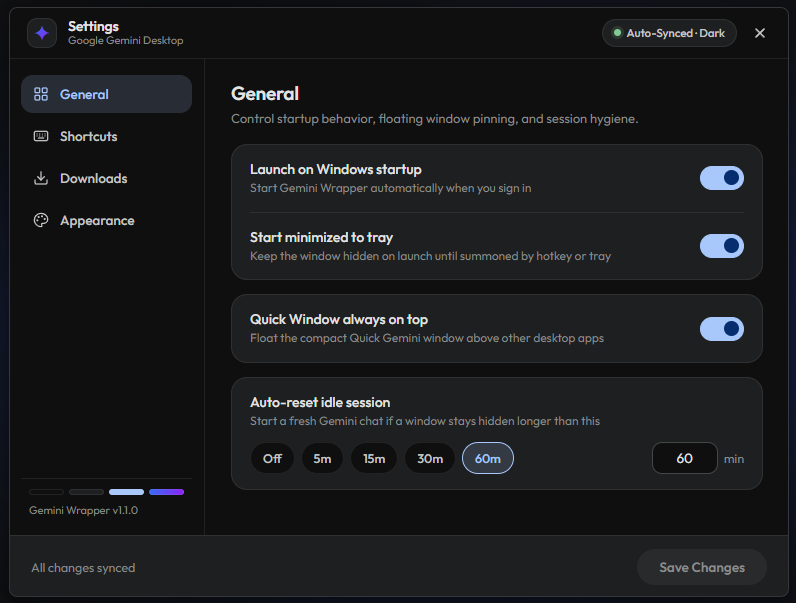 Settings
Google Gemini Desktop
Auto-Synced · Dark
General
Shortcuts
Downloads
Appearance
Gemini Wrapper v1.1.0
General
Control startup behavior, floating window pinning, and session hygiene.
Launch on Windows startup
Start Gemini Wrapper automatically when you sign in
Start minimized to tray
Keep the window hidden on launch until summoned by hotkey or tray
Quick Window always on top
Float the compact Quick Gemini window above other desktop apps
Auto-reset idle session
Start a fresh Gemini chat if a window stays hidden longer than this
Off 5m 15m 30m 60m 60 min
All changes synced
Save Changes